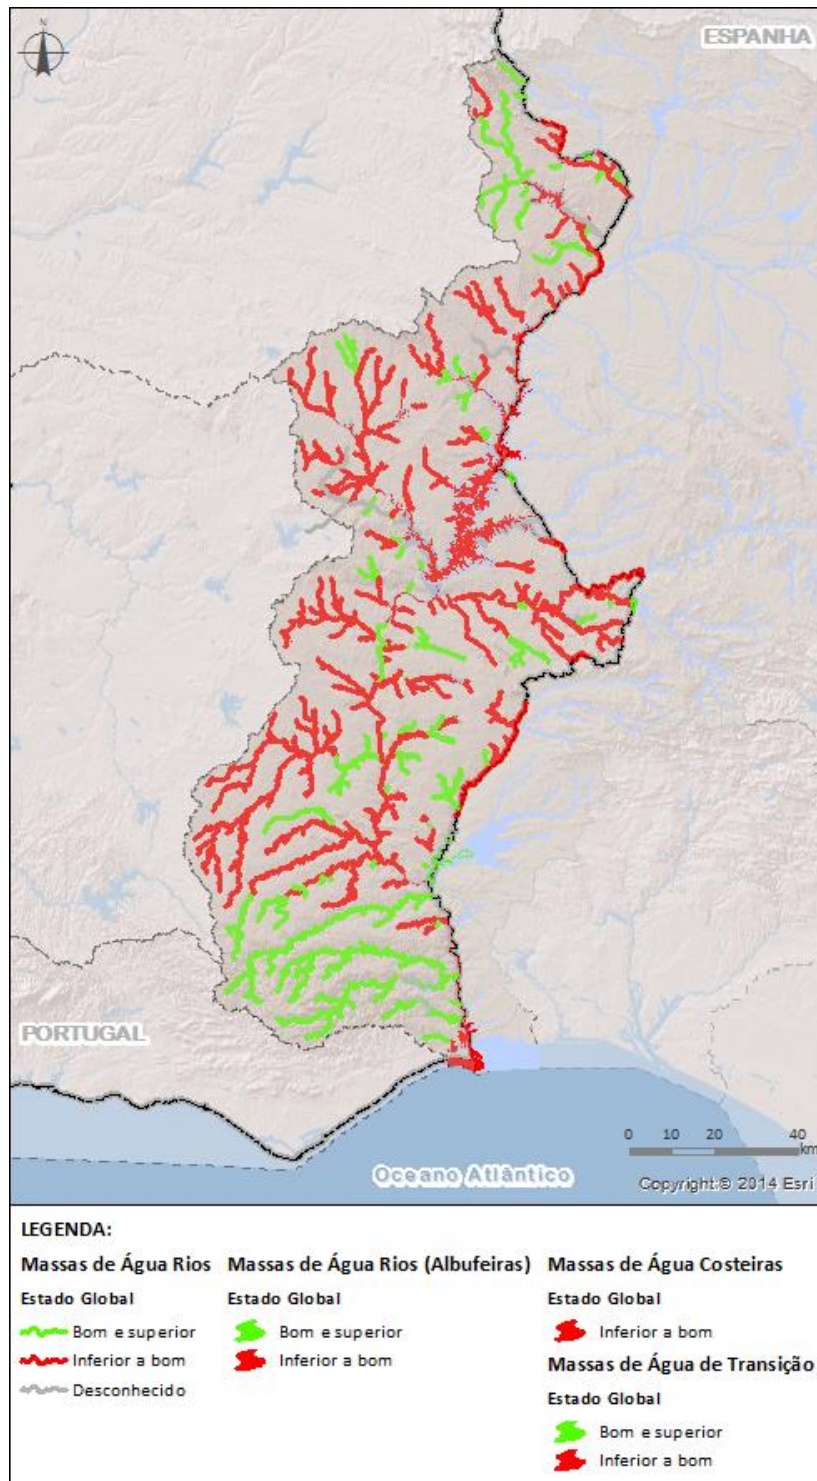 N
ESPANHA
PORTUGAL
0 10 20 40
km
Oceano Atlântico
Copyright:© 2014 Esri
LEGENDA:
Massas de Água Rios
Estado Global
Bom e superior
Inferior a bom
Desconhecido
Massas de Água Rios (Albufeiras)
Estado Global
Bom e superior
Inferior a bom
Massas de Água Costeiras
Estado Global
Inferior a bom
Massas de Água de Transição
Estado Global
Bom e superior
Inferior a bom